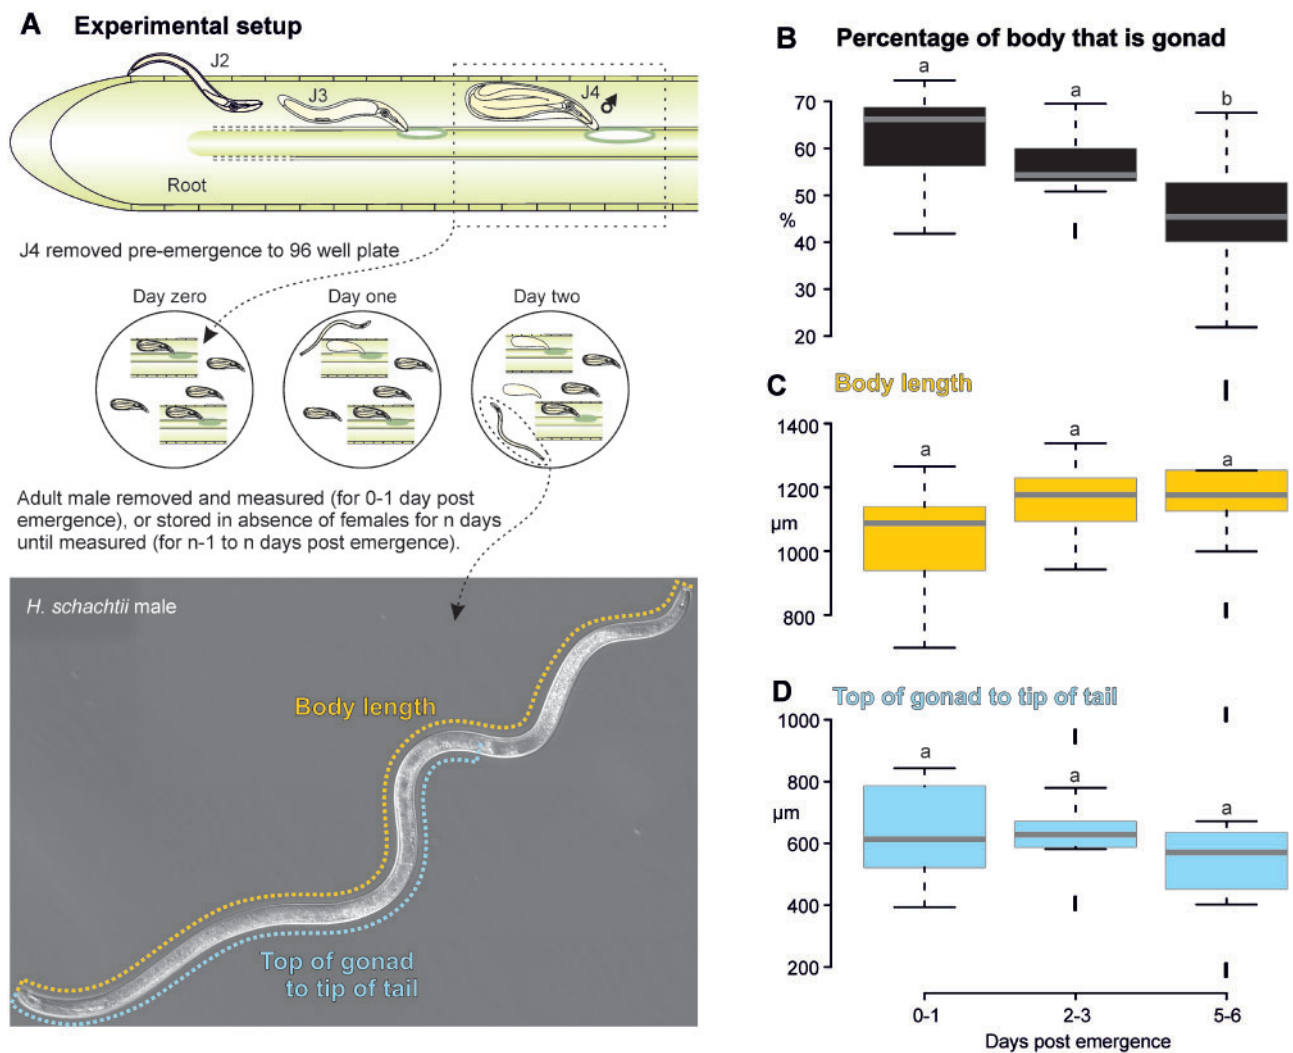 A Experimental setup
J2
J3
J4
♂
Root
J4 removed pre-emergence to 96 well plate
Day zero
Day one
Day two
Adult male removed and measured (for 0-1 day post
emergence), or stored in absence of females for n days
until measured (for n-1 to n days post emergence).
H. schachtii male
Body length
Top of gonad
to tip of tail
B Percentage of body that is gonad
a
a
b
70
60
50
%
40
30
20
C Body length
1400
a
a
a
1200
µm
1000
800
D Top of gonad to tip of tail
1000
a
a
a
800
µm
600
400
200
0-1
2-3
5-6
Days post emergence